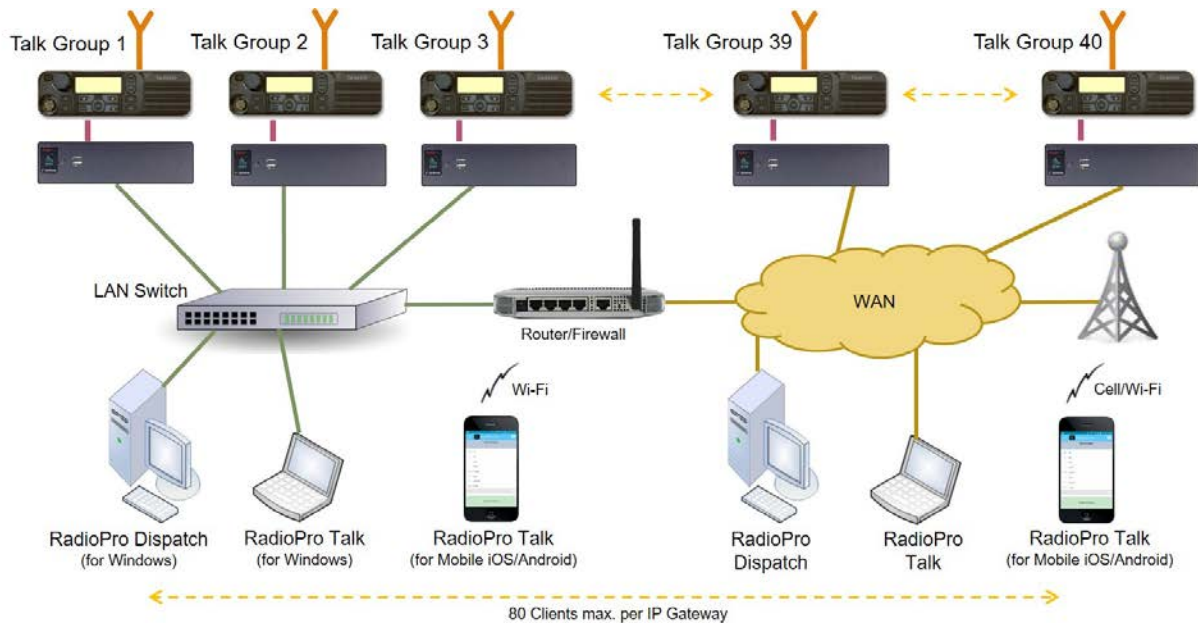 Talk Group 1
Talk Group 2
Talk Group 3
Talk Group 39
Talk Group 40
LAN Switch
Router/Firewall
WAN
Wi-Fi
Cell/Wi-Fi
RadioPro Dispatch
(for Windows)
RadioPro Talk
(for Windows)
RadioPro Talk
(for Mobile iOS/Android)
RadioPro
Dispatch
RadioPro
Talk
RadioPro Talk
(for Mobile iOS/Android)
80 Clients max. per IP Gateway